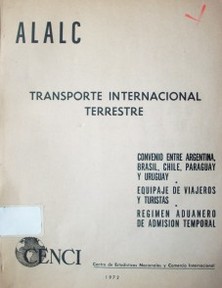 ALALC
TRANSPORTE INTERNACIONAL
TERRESTRE
CONVENIO ENTRE ARGENTINA,
BRASIL, CHILE, PARAGUAY
Y URUGUAY
EQUIPAJE DE VIAJEROS
Y TURISTAS
REGIMEN ADUANERO
DE ADMISION TEMPORAL
CENCI
Centro de Estadísticas Nacionales y Comercio Internacional
1972